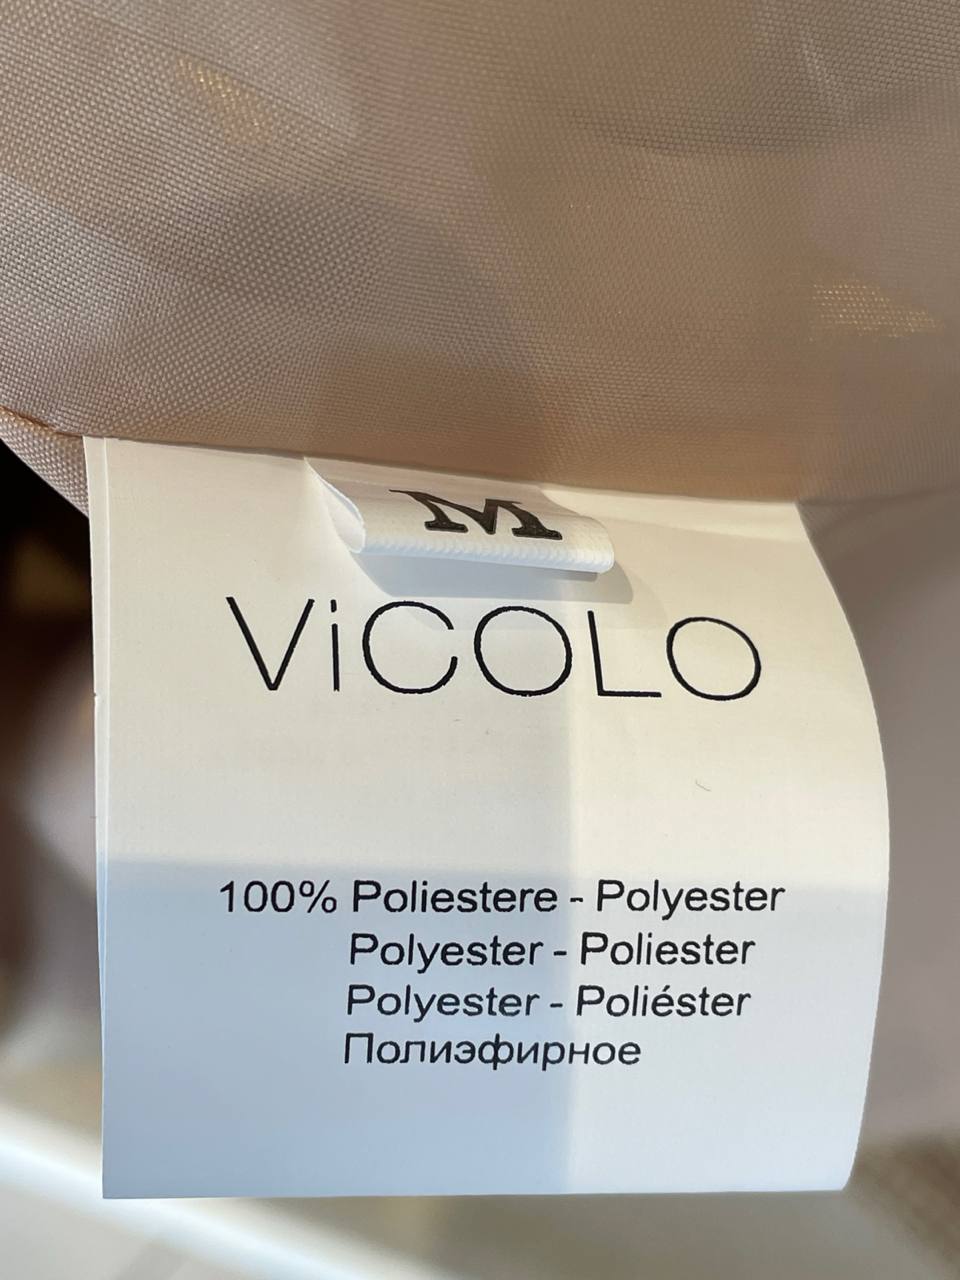 M
ViCOLO
100% Poliestere - Polyester
Polyester - Poliester
Polyester - Poliéster
Полиэфирное